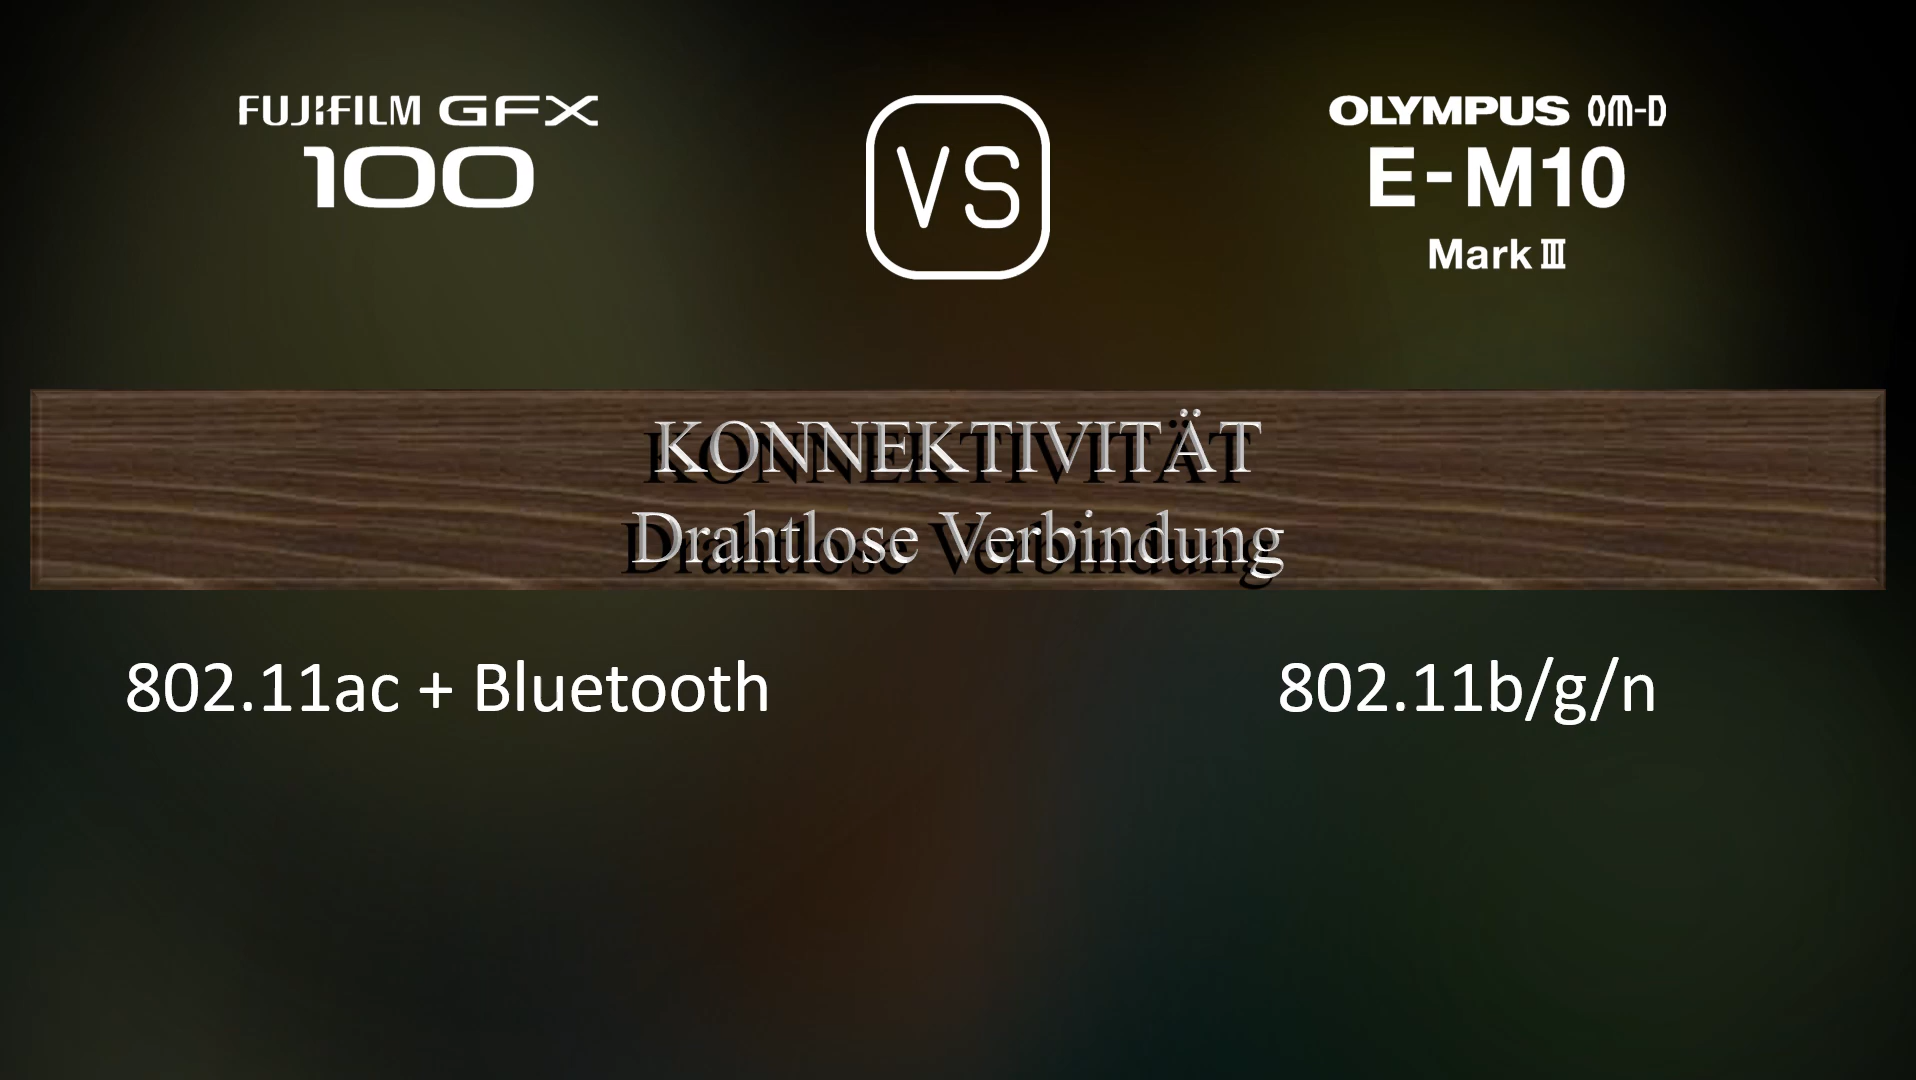 FUJIFILM GFX
100
VS
OLYMPUS OM-D
E-M10
Mark III
KONNEKTIVITÄT
Drahtlose Verbindung
802.11ac + Bluetooth
802.11b/g/n